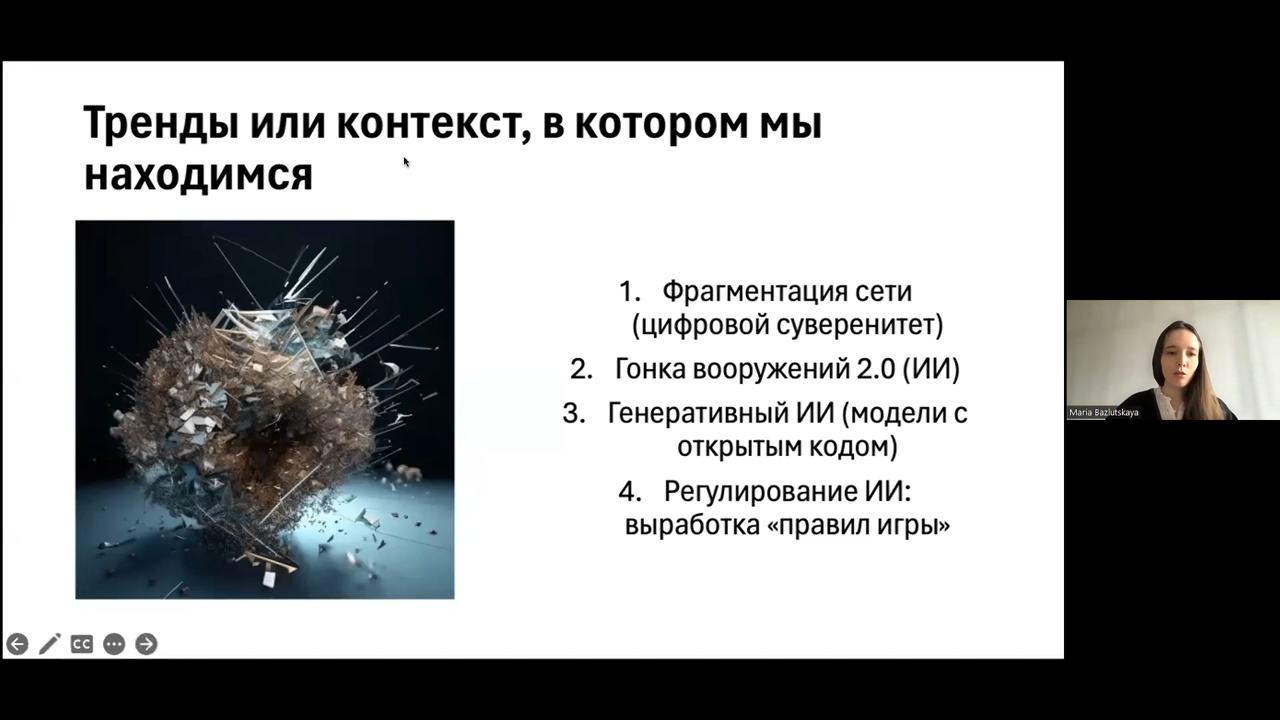 Тренды или контекст, в котором мы
находимся
1. Фрагментация сети
(цифровой суверенитет)
2. Гонка вооружений 2.0 (ИИ)
3. Генеративный ИИ (модели с
открытым кодом)
4. Регулирование ИИ:
выработка «правил игры»
CC
Maria Bazlutskaya